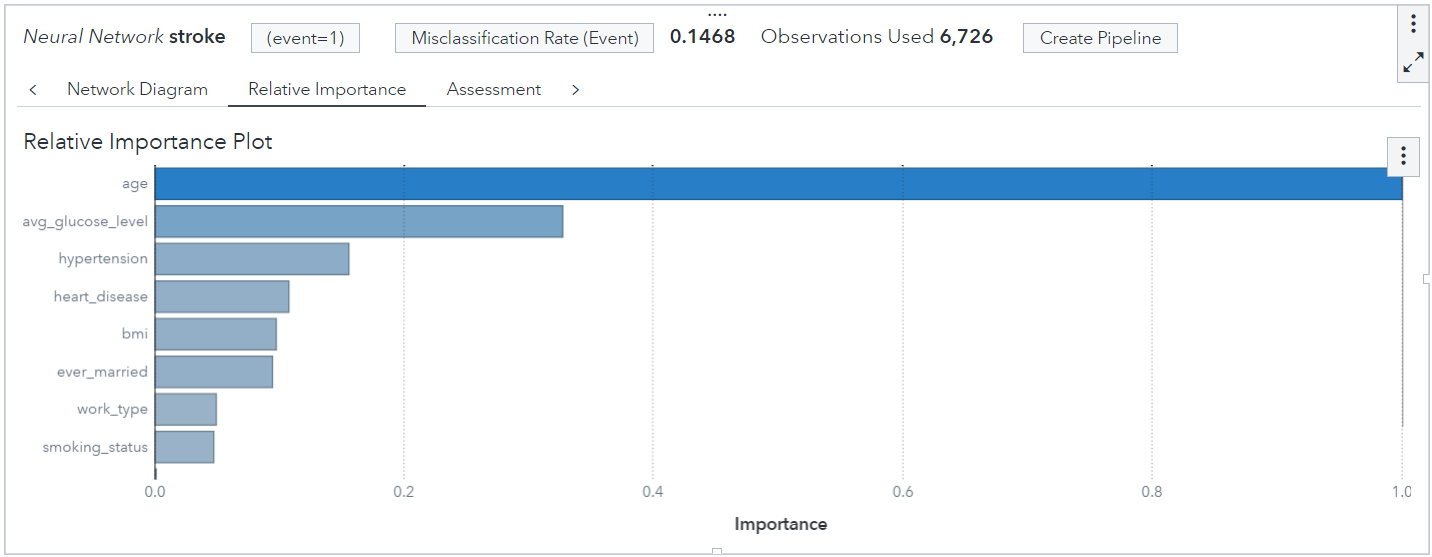 Neural Network stroke (event=1) Misclassification Rate (Event) 0.1468 Observations Used 6,726 Create Pipeline
< Network Diagram Relative Importance Assessment >
Relative Importance Plot
age
avg_glucose_level
hypertension
heart_disease
bmi
ever_married
work_type
smoking_status
0.0 0.2 0.4 0.6 0.8 1.0
Importance